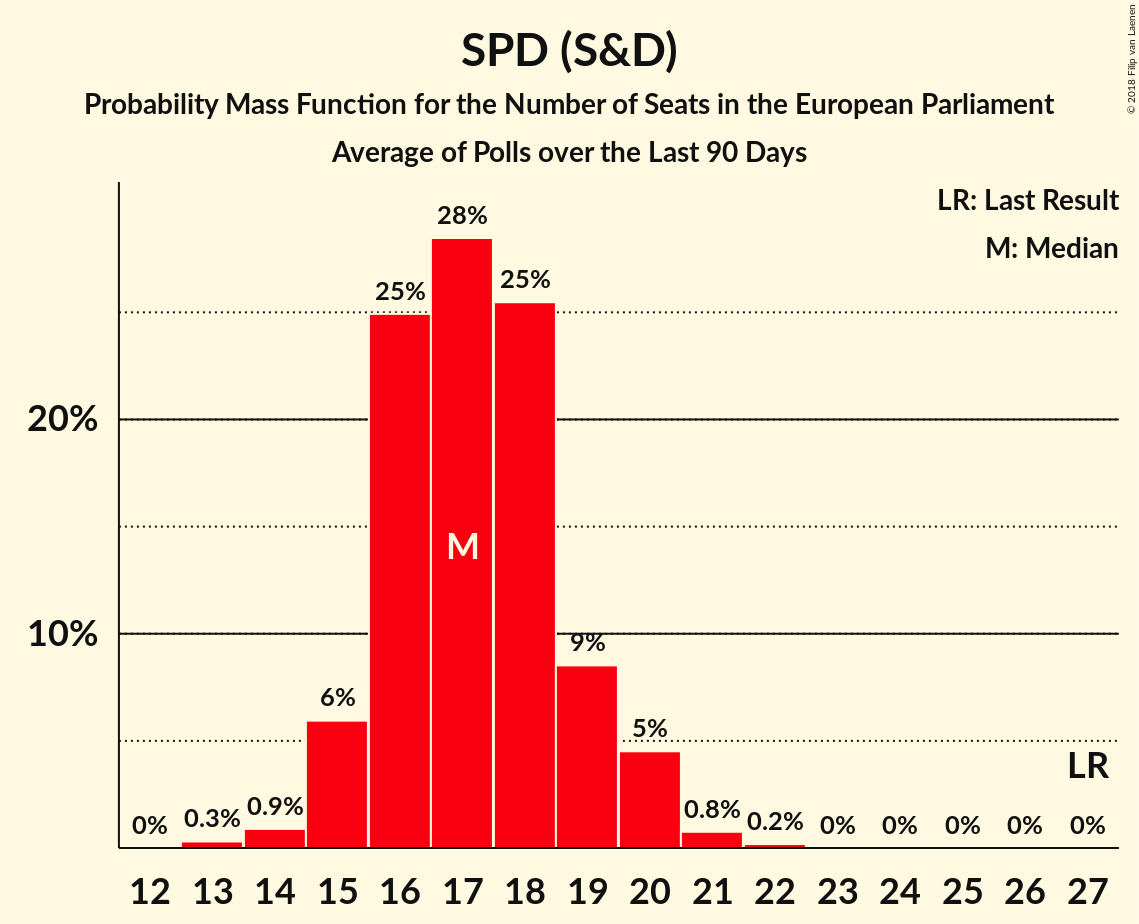 SPD (S&D)
Probability Mass Function for the Number of Seats in the European Parliament
Average of Polls over the Last 90 Days
© 2018 Filip van Laenen
LR: Last Result
M: Median
28%
25%
25%
20%
M
10%
9%
6%
5%
LR
0%
0.3%
0.9%
0.8%
0.2%
0%
0%
0%
0%
0%
12 13 14 15 16 17 18 19 20 21 22 23 24 25 26 27